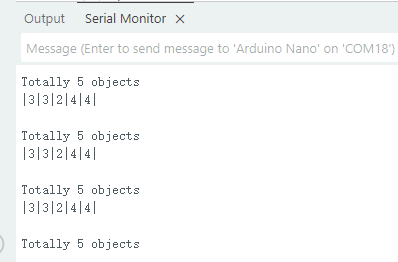 Output Serial Monitor ×
Message (Enter to send message to 'Arduino Nano' on 'COM18')
Totally 5 objects
|3|3|2|4|4|
Totally 5 objects
|3|3|2|4|4|
Totally 5 objects
|3|3|2|4|4|
Totally 5 objects